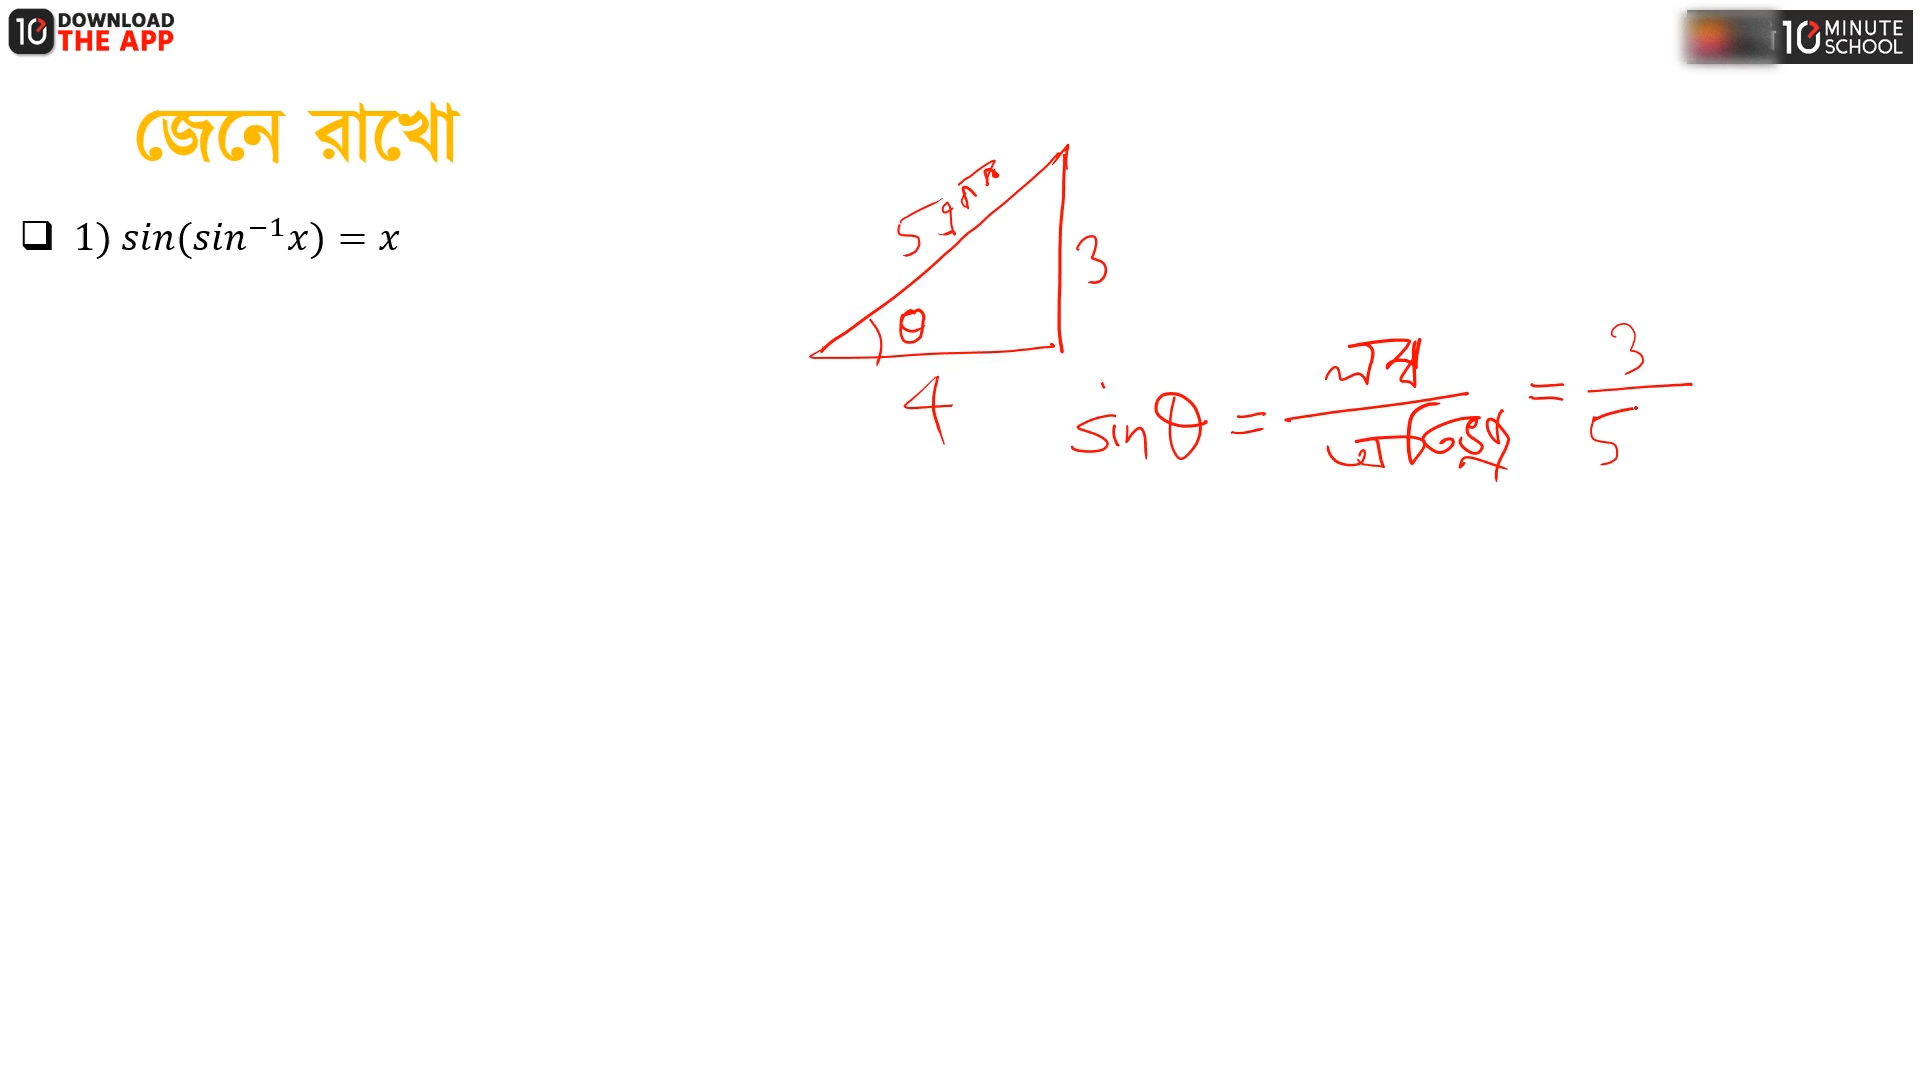 10 DOWNLOAD
THE APP
10 MINUTE
SCHOOL
জেনে রাখো
❑ 1) sin(sin⁻¹x) = x
5
3
θ
4
sinθ = লম্ব / অতিভুজ = 3 / 5